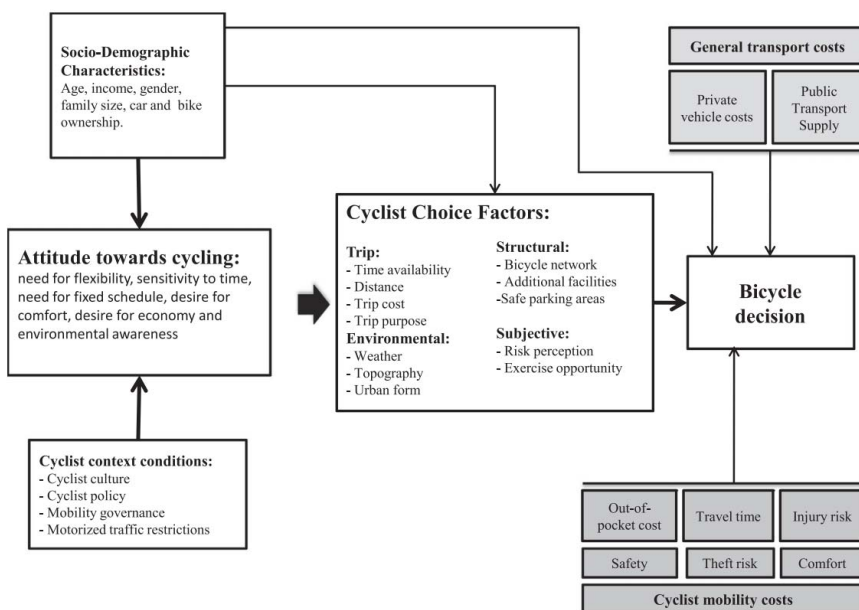 Socio-Demographic
Characteristics:
Age, income, gender,
family size, car and bike
ownership.
General transport costs
Private
vehicle costs
Public
Transport
Supply
Attitude towards cycling:
need for flexibility, sensitivity to time,
need for fixed schedule, desire for
comfort, desire for economy and
environmental awareness
Cyclist Choice Factors:
Trip:
- Time availability
- Distance
- Trip cost
- Trip purpose
Environmental:
- Weather
- Topography
- Urban form
Structural:
- Bicycle network
- Additional facilities
-Safe parking areas
Subjective:
- Risk perception
- Exercise opportunity
Bicycle
decision
Cyclist context conditions:
- Cyclist culture
- Cyclist policy
- Mobility governance
- Motorized traffic restrictions
Out-of-
pocket cost
Travel time
Injury risk
Safety
Theft risk
Comfort
Cyclist mobility costs